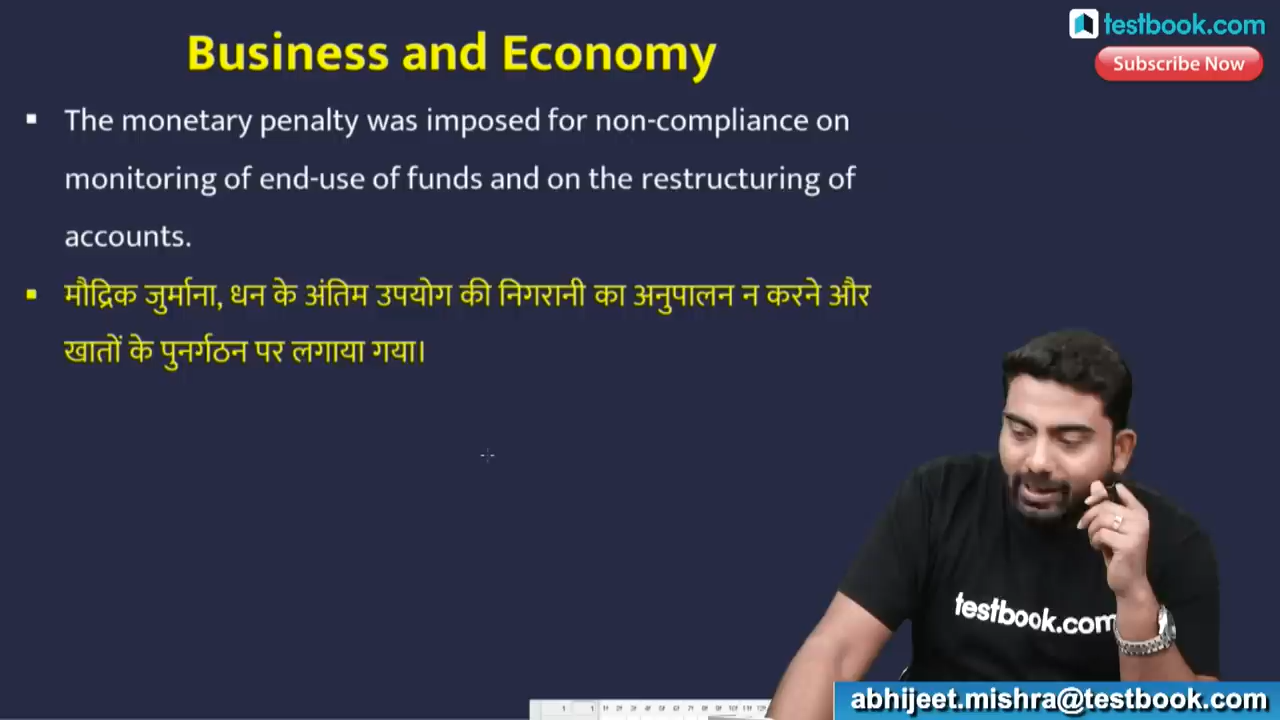 testbook.com
Subscribe Now
Business and Economy
▪ The monetary penalty was imposed for non-compliance on
monitoring of end-use of funds and on the restructuring of
accounts.
▪ मौद्रिक जुर्माना, धन के अंतिम उपयोग की निगरानी का अनुपालन न करने और
खातों के पुनर्गठन पर लगाया गया।
testbook.com
abhijeet.mishra@testbook.com